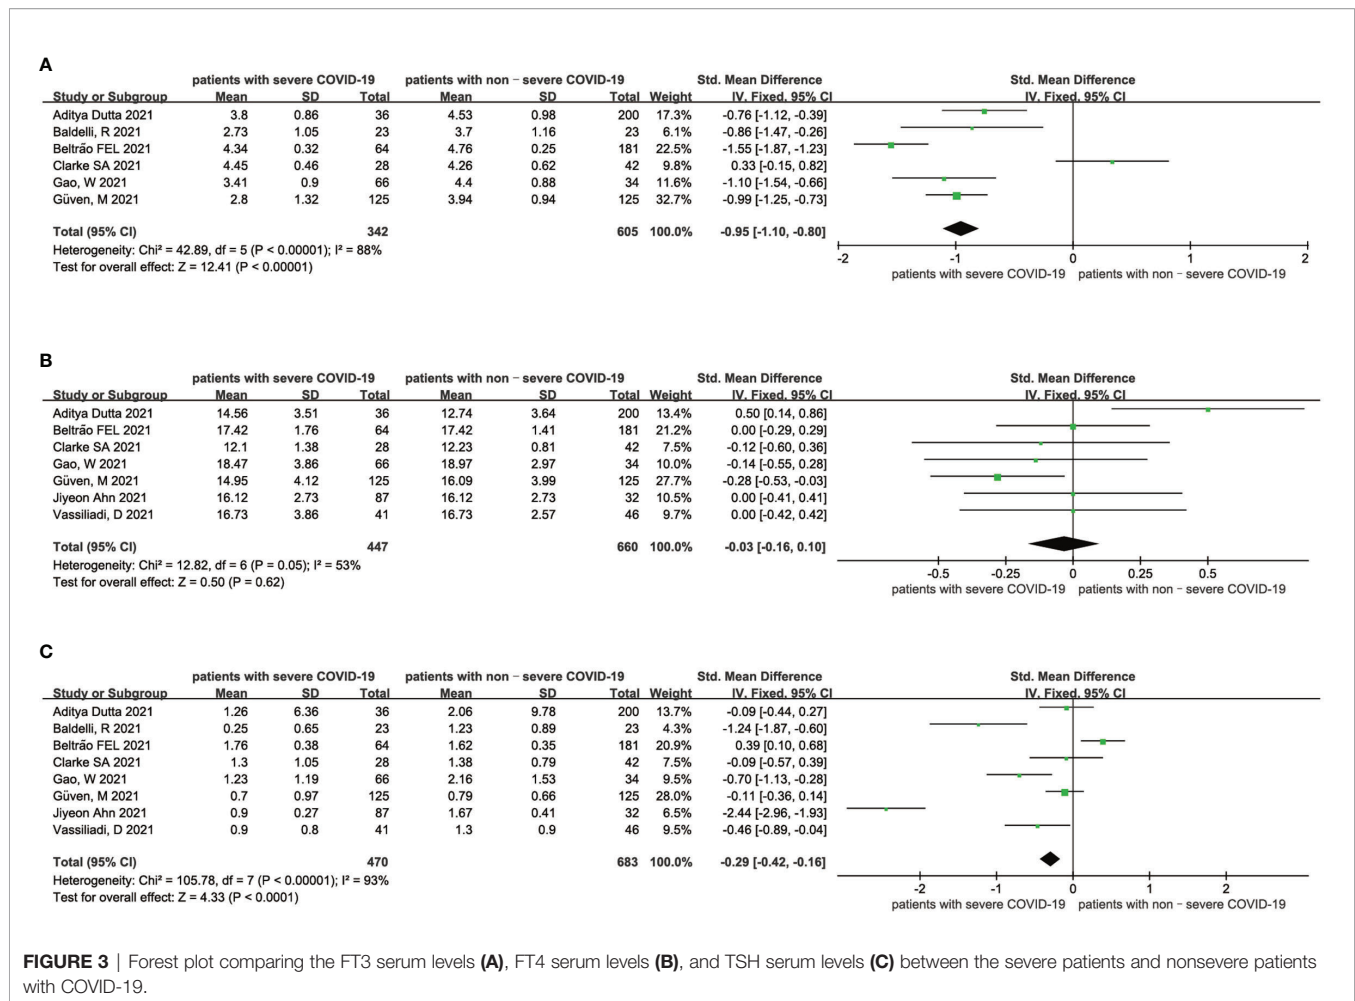 A
patients with severe COVID-19 patients with non – severe COVID-19 Std. Mean Difference Std. Mean Difference
Study or Subgroup Mean SD Total Mean SD Total Weight IV, Fixed, 95% CI IV, Fixed, 95% CI
Aditya Dutta 2021 3.8 0.86 36 4.53 0.98 200 17.3% -0.76 [-1.12, -0.39]
Baldelli, R 2021 2.73 1.05 23 3.7 1.16 23 6.1% -0.86 [-1.47, -0.26]
Beltrão FEL 2021 4.34 0.32 64 4.76 0.25 181 22.5% -1.55 [-1.87, -1.23]
Clarke SA 2021 4.45 0.46 28 4.26 0.62 42 9.8% 0.33 [-0.15, 0.82]
Gao, W 2021 3.41 0.9 66 4.4 0.88 34 11.6% -1.10 [-1.54, -0.66]
Güven, M 2021 2.8 1.32 125 3.94 0.94 125 32.7% -0.99 [-1.25, -0.73]
Total (95% CI) 342 605 100.0% -0.95 [-1.10, -0.80]
Heterogeneity: Chi² = 42.89, df = 5 (P < 0.00001); I² = 88%
Test for overall effect: Z = 12.41 (P < 0.00001)
-2 -1 0 1 2
patients with severe COVID-19 patients with non – severe COVID-19
B
patients with severe COVID-19 patients with non – severe COVID-19 Std. Mean Difference Std. Mean Difference
Study or Subgroup Mean SD Total Mean SD Total Weight IV, Fixed, 95% CI IV, Fixed, 95% CI
Aditya Dutta 2021 14.56 3.51 36 12.74 3.64 200 13.4% 0.50 [0.14, 0.86]
Beltrão FEL 2021 17.42 1.76 64 17.42 1.41 181 21.2% 0.00 [-0.29, 0.29]
Clarke SA 2021 12.1 1.38 28 12.23 0.81 42 7.5% -0.12 [-0.60, 0.36]
Gao, W 2021 18.47 3.86 66 18.97 2.97 34 10.0% -0.14 [-0.55, 0.28]
Güven, M 2021 14.95 4.12 125 16.09 3.99 125 27.7% -0.28 [-0.53, -0.03]
Jiyeon Ahn 2021 16.12 2.73 87 16.12 2.73 32 10.5% 0.00 [-0.41, 0.41]
Vassiliadi, D 2021 16.73 3.86 41 16.73 2.57 46 9.7% 0.00 [-0.42, 0.42]
Total (95% CI) 447 660 100.0% -0.03 [-0.16, 0.10]
Heterogeneity: Chi² = 12.82, df = 6 (P = 0.05); I² = 53%
Test for overall effect: Z = 0.50 (P = 0.62)
-0.5 -0.25 0 0.25 0.5
patients with severe COVID-19 patients with non – severe COVID-19
C
patients with severe COVID-19 patients with non – severe COVID-19 Std. Mean Difference Std. Mean Difference
Study or Subgroup Mean SD Total Mean SD Total Weight IV, Fixed, 95% CI IV, Fixed, 95% CI
Aditya Dutta 2021 1.26 6.36 36 2.06 9.78 200 13.7% -0.09 [-0.44, 0.27]
Baldelli, R 2021 0.25 0.65 23 1.23 0.89 23 4.3% -1.24 [-1.87, -0.60]
Beltrão FEL 2021 1.76 0.38 64 1.62 0.35 181 20.9% 0.39 [0.10, 0.68]
Clarke SA 2021 1.3 1.05 28 1.38 0.79 42 7.5% -0.09 [-0.57, 0.39]
Gao, W 2021 1.23 1.19 66 2.16 1.53 34 9.5% -0.70 [-1.13, -0.28]
Güven, M 2021 0.7 0.97 125 0.79 0.66 125 28.0% -0.11 [-0.36, 0.14]
Jiyeon Ahn 2021 0.9 0.27 87 1.67 0.41 32 6.5% -2.44 [-2.96, -1.93]
Vassiliadi, D 2021 0.9 0.8 41 1.3 0.9 46 9.5% -0.46 [-0.89, -0.04]
Total (95% CI) 470 683 100.0% -0.29 [-0.42, -0.16]
Heterogeneity: Chi² = 105.78, df = 7 (P < 0.00001); I² = 93%
Test for overall effect: Z = 4.33 (P < 0.0001)
-2 -1 0 1 2
patients with severe COVID-19 patients with non – severe COVID-19
FIGURE 3 | Forest plot comparing the FT3 serum levels (A), FT4 serum levels (B), and TSH serum levels (C) between the severe patients and nonsevere patients
with COVID-19.